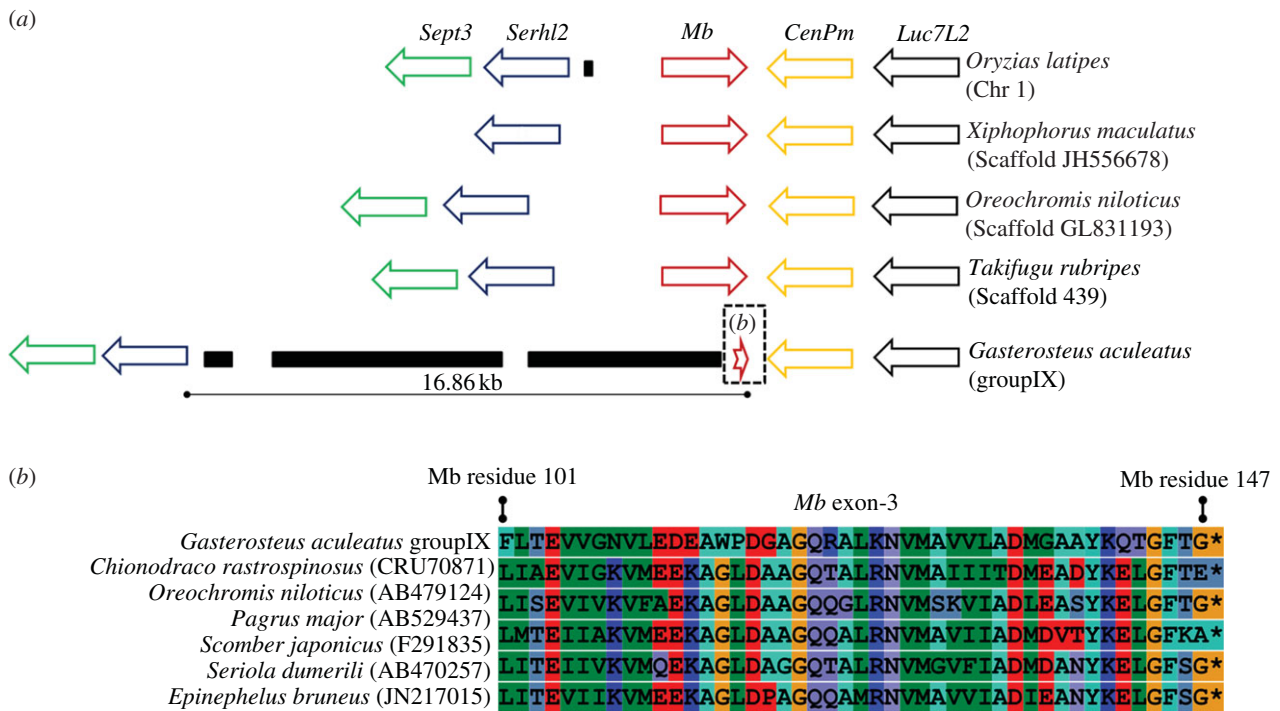 (a)
Sept3 Serhl2 Mb CenPm Luc7L2
Oryzias latipes
(Chr 1)
Xiphophorus maculatus
(Scaffold JH556678)
Oreochromis niloticus
(Scaffold GL831193)
Takifugu rubripes
(Scaffold 439)
(b)
Gasterosteus aculeatus
(groupIX)
16.86 kb
(b)
Mb residue 101
Mb exon-3
Mb residue 147
Gasterosteus aculeatus groupIX
Chionodraco rastrospinosus (CRU70871)
Oreochromis niloticus (AB479124)
Pagrus major (AB529437)
Scomber japonicus (F291835)
Seriola dumerili (AB470257)
Epinephelus bruneus (JN217015)
FLTEVVGNVLEDEAWPDGAGQRALKNVMAVVLADMGAAYKQTGFTG*
LIAEVIGKVMEEKAGLDAAGQTALKNVMAIIITDMEADYKELGFTE*
LISEVIVKVFAEKAGLDAAGQQGLRNVMSKVIADLEASYKELGFTG*
LMTEIIAKVMEEKAGLDAAGQQALRNVMAVIIADMDVTYKELGFKA*
LITEIIVKVMQEKAGLDAGGQTALRNVMGVFIADMDANYKELGFSG*
LITEVIIKVMEEKAGLDPAGQQAMRNVMAVVIADIEANYKELGFSG*